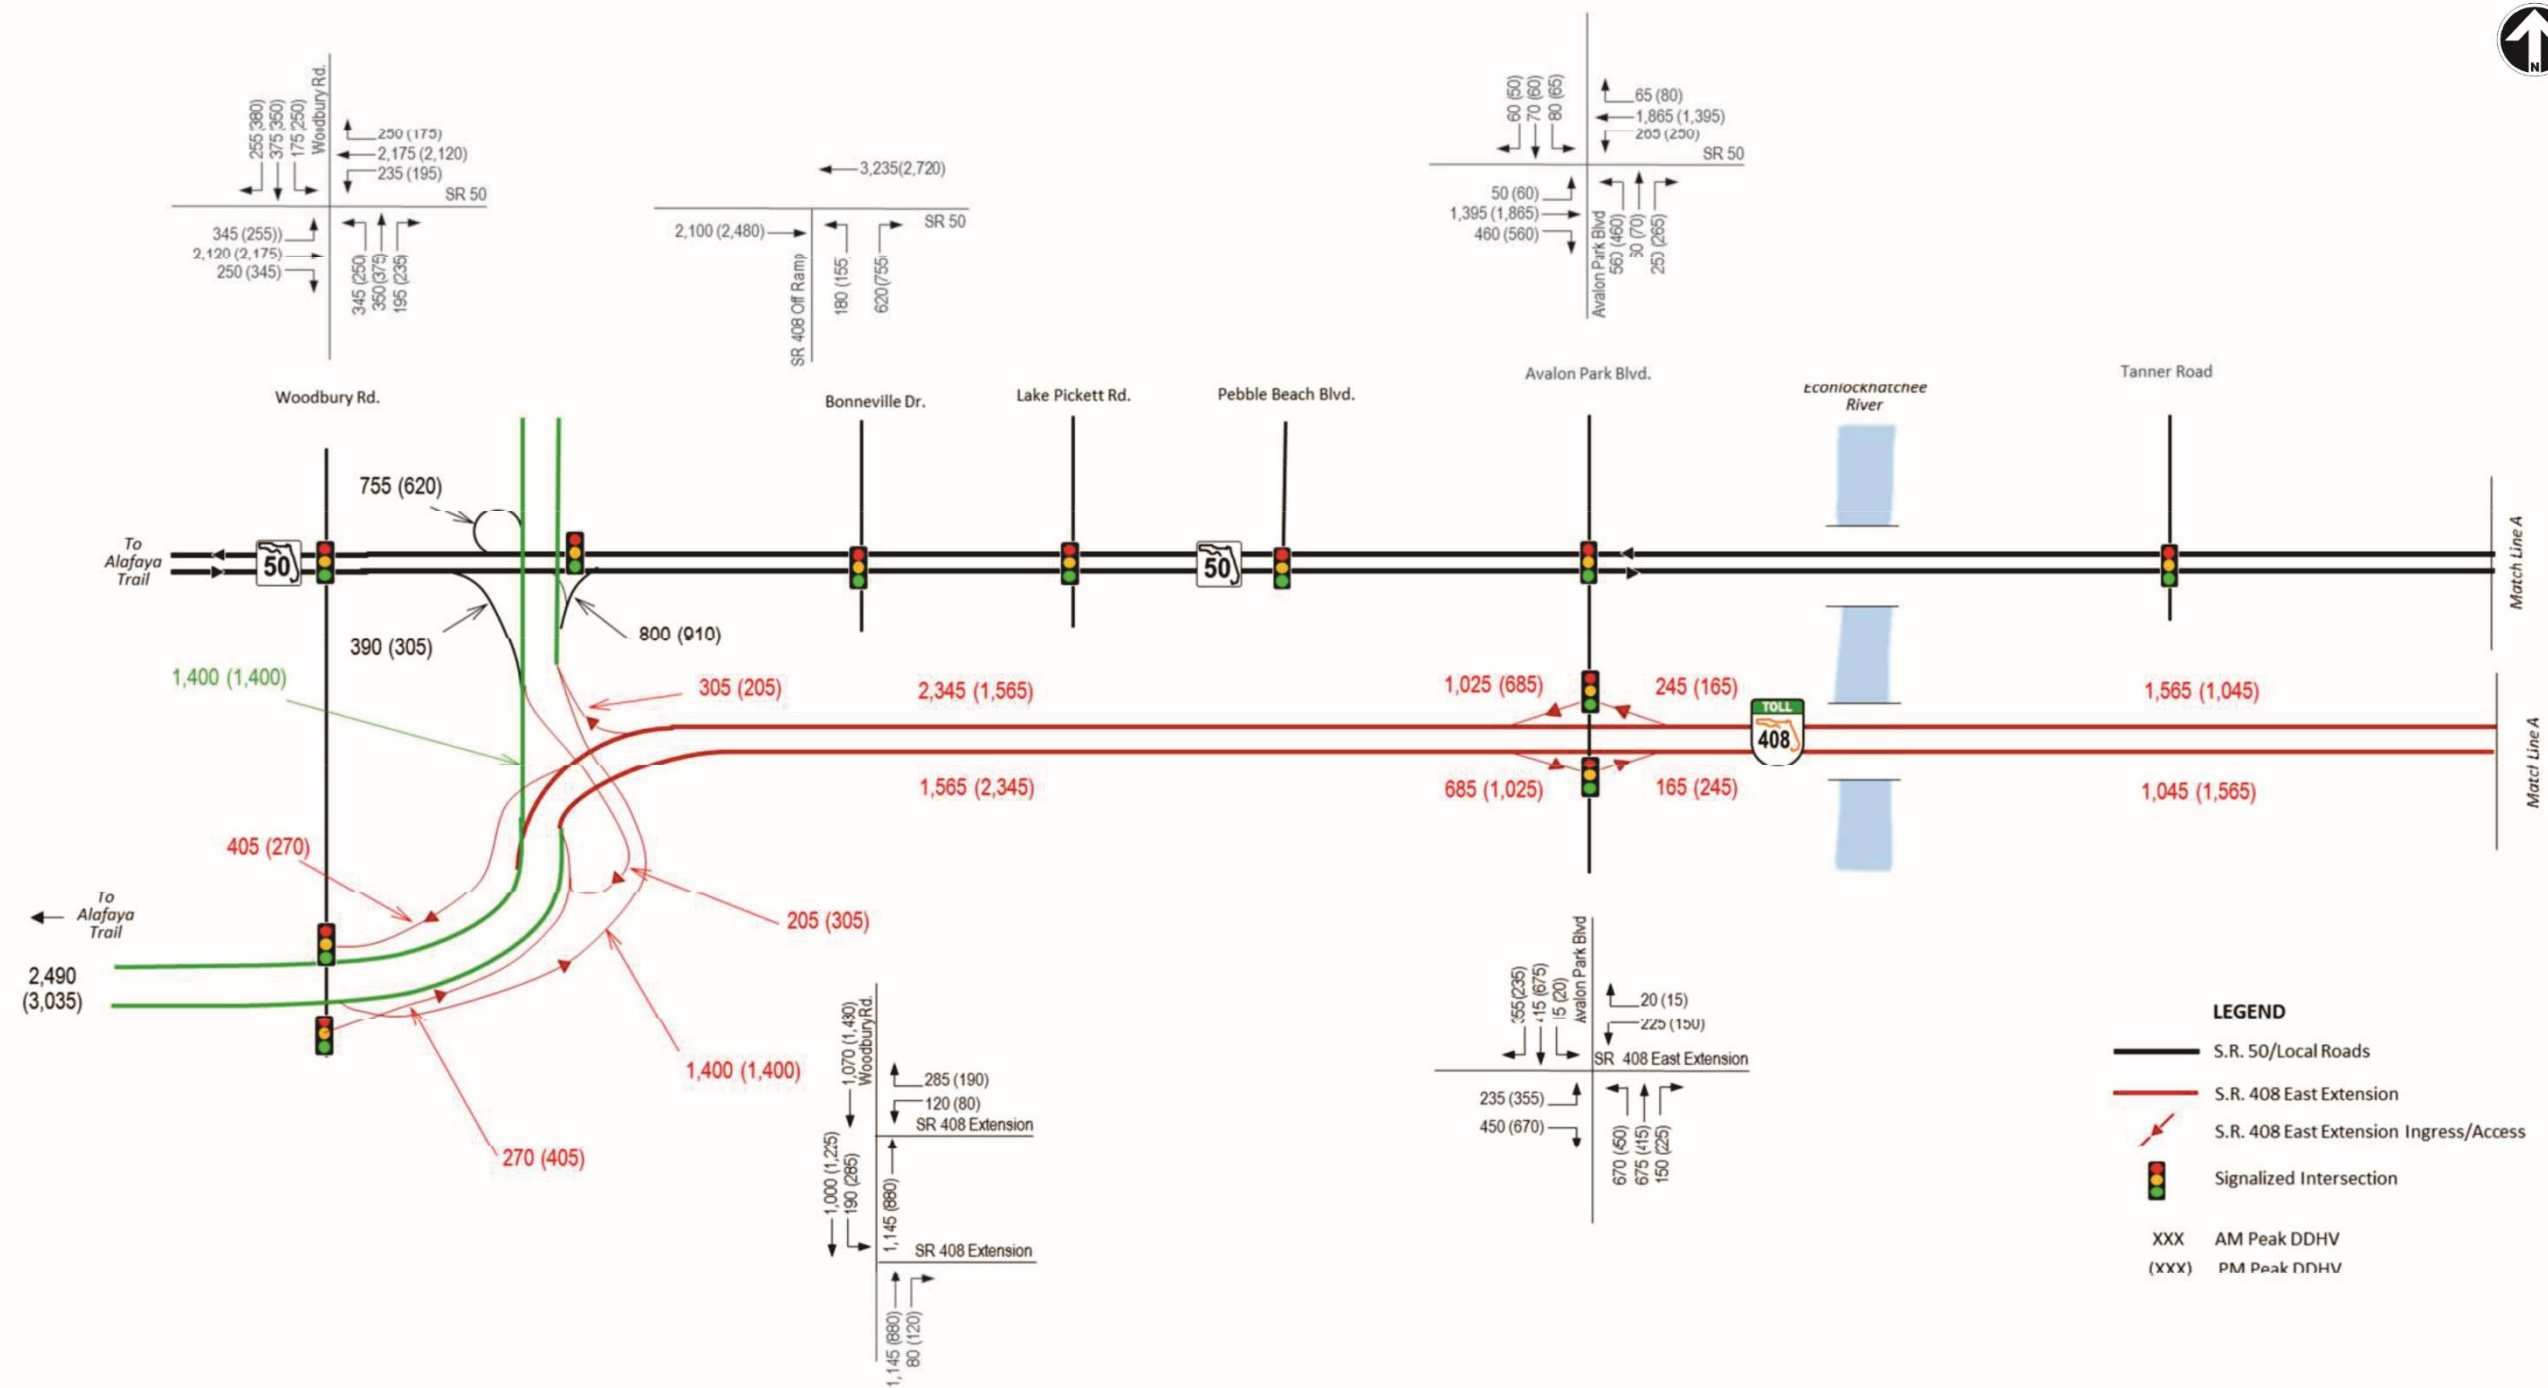 N
Woodbury Rd.
255(380)
375(350)
175(250)
250 (175)
2,175 (2,120)
235 (195)
SR 50
345 (255))
2,120 (2,175)
250 (345)
345 (250)
350 (375)
195 (235)
3,235(2,720)
SR 50
2,100 (2,480)
SR 408 Off Ramp
180 (155
620(755
60 (50)
70 (60)
80 (65)
65 (80)
1,865 (1,395)
265 (250)
SR 50
50 (60)
1,395 (1,865)
460 (560)
Avalon Park Blvd
560 (460)
(70)
250 (265)
Woodbury Rd.
Bonneville Dr.
Lake Pickett Rd.
Pebble Beach Blvd.
Avalon Park Blvd.
Econlockhatchee
River
Tanner Road
755 (620)
To
Alafaya
Trail
50
50
Match Line A
390 (305)
800 (910)
1,400 (1,400)
305 (205)
2,345 (1,565)
1,025 (685)
245 (165)
TOLL
408
1,565 (1,045)
1,565 (2,345)
685 (1,025)
165 (245)
1,045 (1,565)
Matcl Line A
405 (270)
To
Alafaya
Trail
2,490
(3,035)
205 (305)
1,400 (1,400)
270 (405)
1,070 (1,430)
Woodbury Rd.
285 (190)
120 (80)
SR 408 Extension
1,000 (1,225)
190 (285)
1,145 (880)
SR 408 Extension
1,145 (880)
80 (120)
Avalon Park Blvd
355(235)
415 (675)
15 (20)
20 (15)
225 (150)
SR 408 East Extension
235 (355)
450 (670)
670 (450)
675 (415)
150 (225)
LEGEND
S.R. 50/Local Roads
S.R. 408 East Extension
S.R. 408 East Extension Ingress/Access
Signalized Intersection
XXX AM Peak DDHV
(XXX) PM Peak DDHV